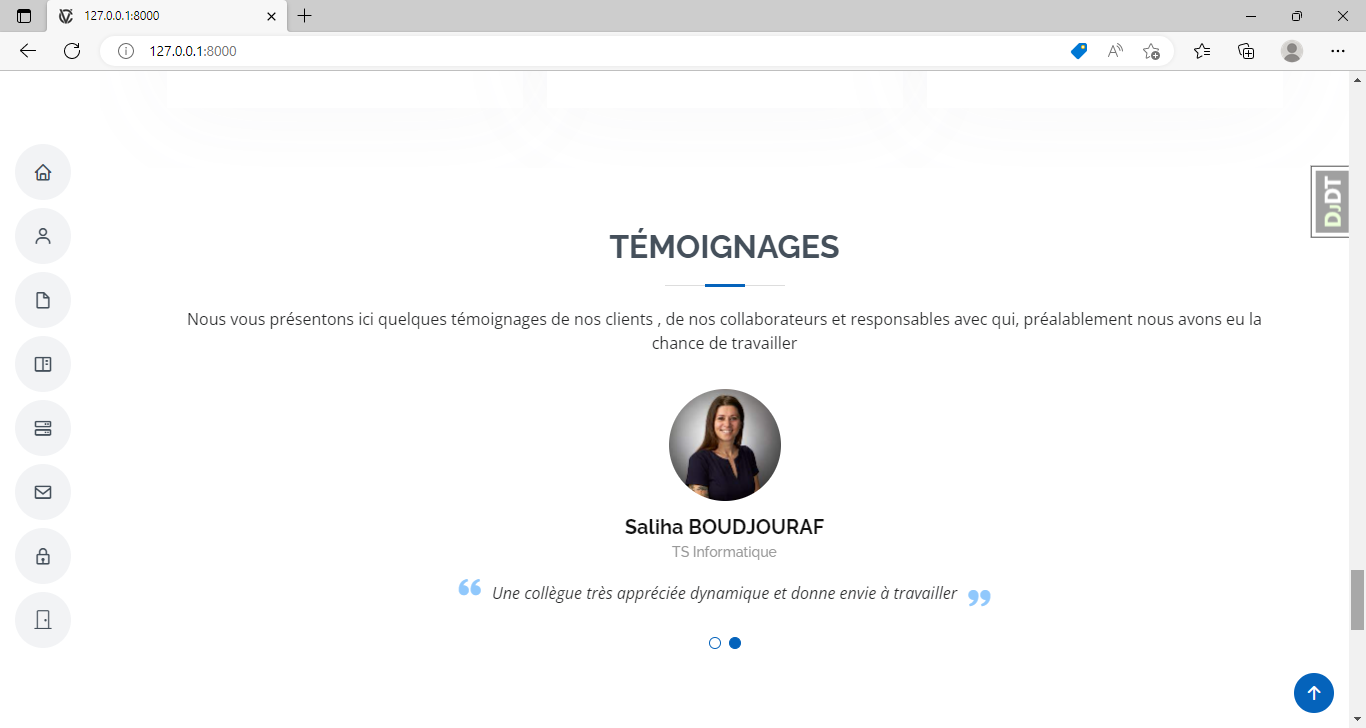 127.0.0.1:8000
127.0.0.1:8000
DJDT
TÉMOIGNAGES
Nous vous présentons ici quelques témoignages de nos clients , de nos collaborateurs et responsables avec qui, préalablement nous avons eu la
chance de travailler
Saliha BOUDJOURAF
TS Informatique
“ Une collègue très appréciée dynamique et donne envie à travailler ”